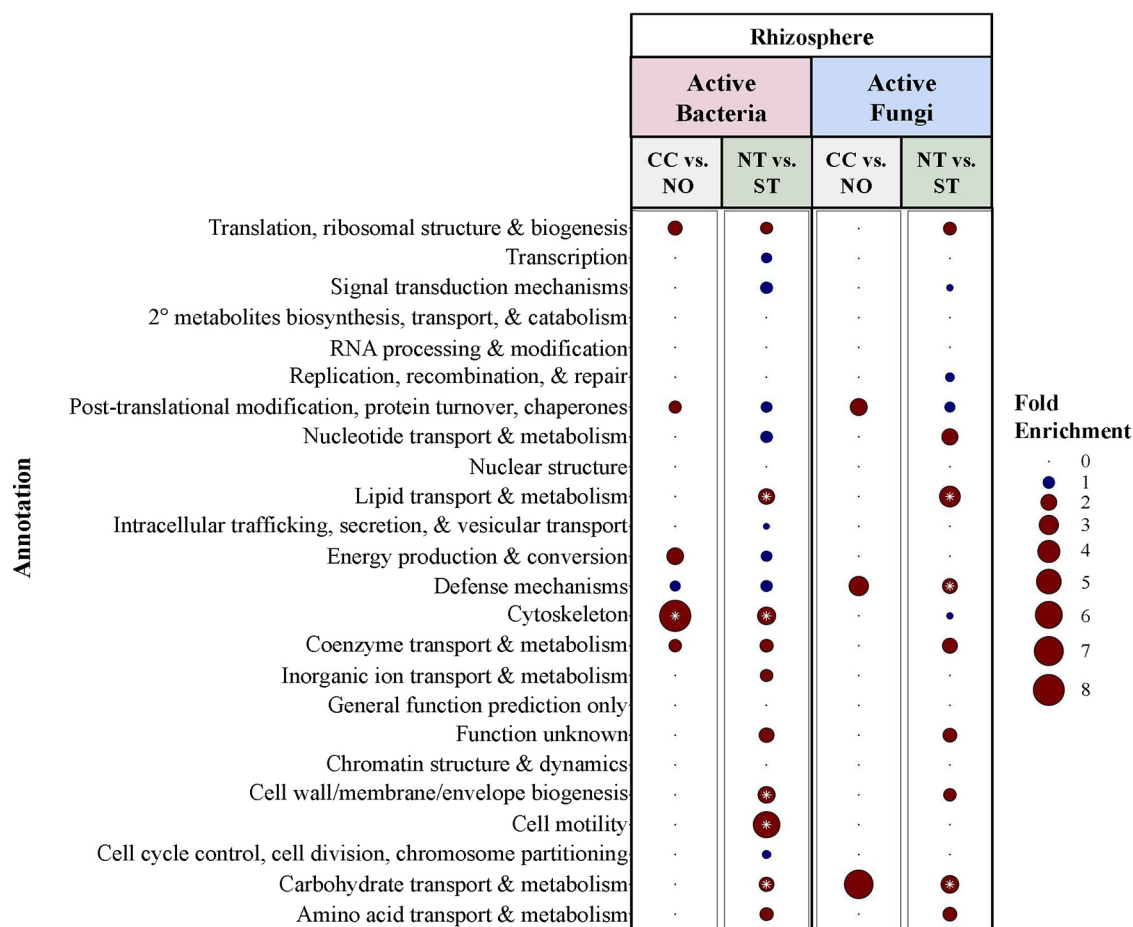 Rhizosphere
Active
Bacteria
Active
Fungi
CC vs.
NO
NT vs.
ST
CC vs.
NO
NT vs.
ST
Annotation
Translation, ribosomal structure & biogenesis
Transcription
Signal transduction mechanisms
2° metabolites biosynthesis, transport, & catabolism
RNA processing & modification
Replication, recombination, & repair
Post-translational modification, protein turnover, chaperones
Nucleotide transport & metabolism
Nuclear structure
Lipid transport & metabolism
Intracellular trafficking, secretion, & vesicular transport
Energy production & conversion
Defense mechanisms
Cytoskeleton
Coenzyme transport & metabolism
Inorganic ion transport & metabolism
General function prediction only
Function unknown
Chromatin structure & dynamics
Cell wall/membrane/envelope biogenesis
Cell motility
Cell cycle control, cell division, chromosome partitioning
Carbohydrate transport & metabolism
Amino acid transport & metabolism
Fold
Enrichment
0
1
2
3
4
5
6
7
8